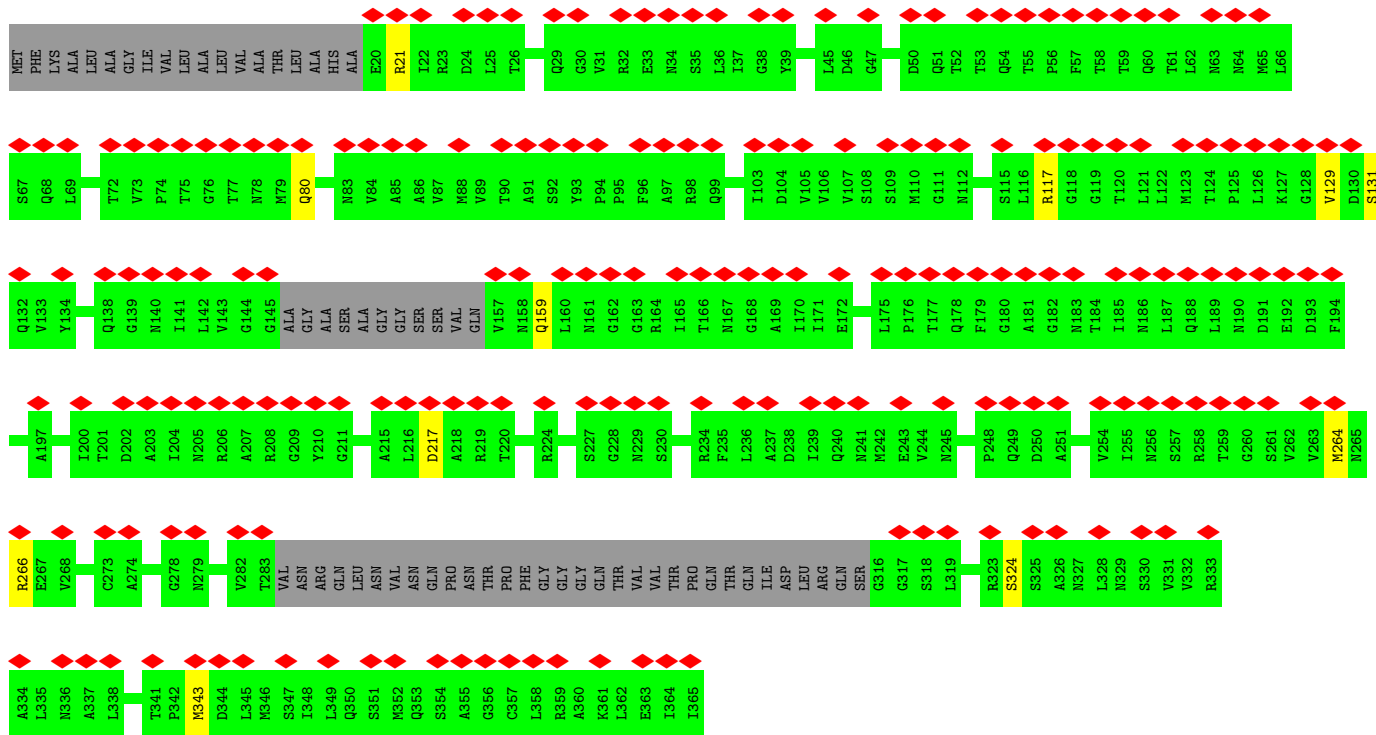 MET PHE LYS ALA LEU ALA ALA GLY ILE VAL LEU ALA LEU VAL ALA THR LEU ALA HIS ALA E20 R21 I22 R23 D24 L25 T26 Q29 G30 V31 R32 E33 N34 S35 L36 I37 G38 Y39 L45 D46 G47 D50 Q51 T52 T53 Q54 T55 P56 F57 T58 T59 Q60 T61 L62 N63 N64 M65 L66
S67 Q68 L69 T72 V73 P74 T75 G76 T77 N78 M79 Q80 N83 V84 A85 A86 V87 M88 V89 T90 A91 S92 Y93 P94 P95 F96 A97 R98 Q99 I103 D104 V105 V106 V107 S108 S109 M110 G111 N112 S115 L116 R117 G118 G119 T120 L121 L122 M123 T124 P125 L126 K127 G128 V129 D130 S131
Q132 V133 Y134 Q138 G139 N140 I141 L142 V143 G144 G145 ALA GLY ALA SER ALA GLY GLY SER SER VAL GLN V157 N158 Q159 L160 N161 G162 G163 R164 I165 T166 N167 G168 A169 I170 I171 E172 L175 P176 T177 Q178 F179 G180 A181 G182 N183 T184 I185 N186 L187 Q188 L189 N190 D191 E192 D193 F194
A197 I200 T201 D202 A203 I204 N205 R206 A207 R208 G209 Y210 G211 A215 L216 D217 A218 R219 T220 R224 S227 G228 N229 S230 R234 F235 L236 A237 D238 I239 Q240 N241 M242 E243 V244 N245 P248 Q249 D250 A251 V254 I255 N256 S257 R258 T259 G260 S261 V262 V263 M264 N265
R266 E267 V268 C273 A274 G278 N279 V282 T283 VAL ASN ARG GLN LEU ASN VAL ASN GLN PRO ASN THR PRO PHE GLY GLY GLY GLN THR VAL VAL THR PRO GLN THR GLN ILE ASP LEU ARG GLN SER G316 G317 S318 L319 R323 S324 S325 A326 N327 L328 N329 S330 V331 V332 R333
A334 L335 N336 A337 L338 T341 P342 M343 D344 L345 M346 S347 I348 L349 Q350 S351 M352 Q353 S354 A355 G356 C357 L358 R359 A360 K361 L362 E363 I364 I365